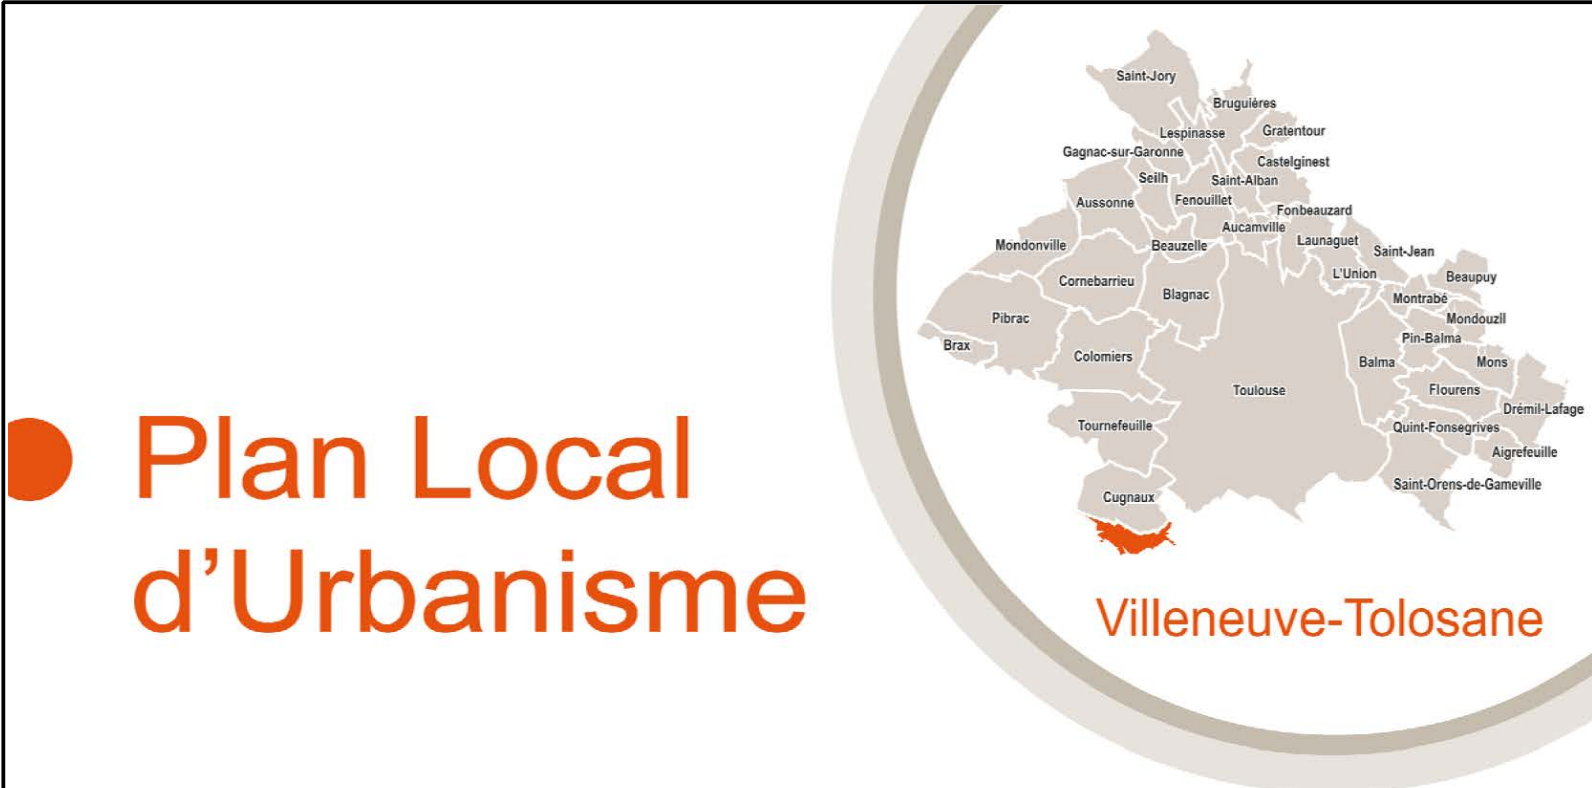 Plan Local
d’Urbanisme
Saint-Jory
Bruguières
Lespinasse
Gratentour
Gagnac-sur-Garonne
Castelginest
Seilh
Saint-Alban
Aussonne
Fenouillet
Fonbeauzard
Aucamville
Mondonville
Beauzelle
Launaguet
Saint-Jean
L'Union
Beaupuy
Cornebarrieu
Blagnac
Montrabé
Pibrac
Mondouzil
Pin-Balma
Brax
Colomiers
Balma
Mons
Toulouse
Flourens
Drémil-Lafage
Tournefeuille
Quint-Fonsegrives
Aigrefeuille
Saint-Orens-de-Gameville
Cugnaux
Villeneuve-Tolosane